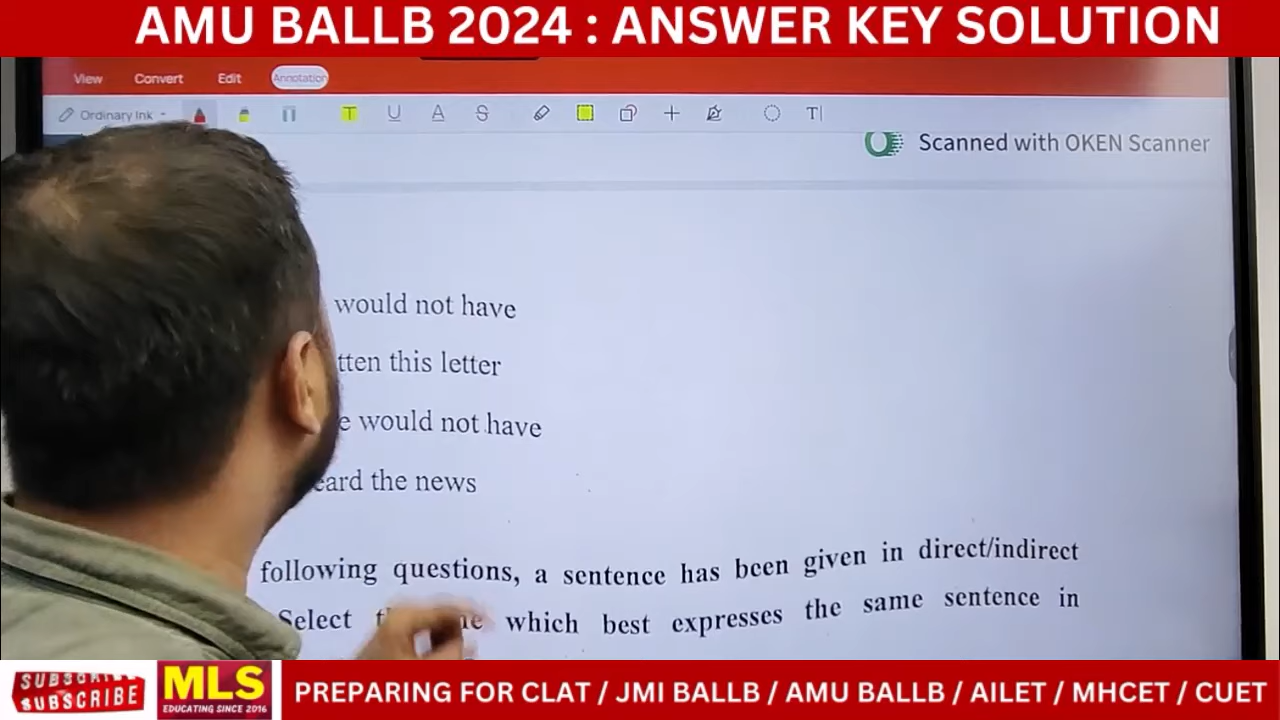 AMU BALLB 2024 : ANSWER KEY SOLUTION
View Convert Edit Annotation
Ordinary Ink T U A S T
Scanned with OKEN Scanner
would not have
tten this letter
e would not have
eard the news
following questions, a sentence has been given in direct/indirect
Select which best expresses the same sentence in
SUBSCRIBE
SUBSCRIBE
MLS
EDUCATING SINCE 2016
PREPARING FOR CLAT / JMI BALLB / AMU BALLB / AILET / MHCET / CUET